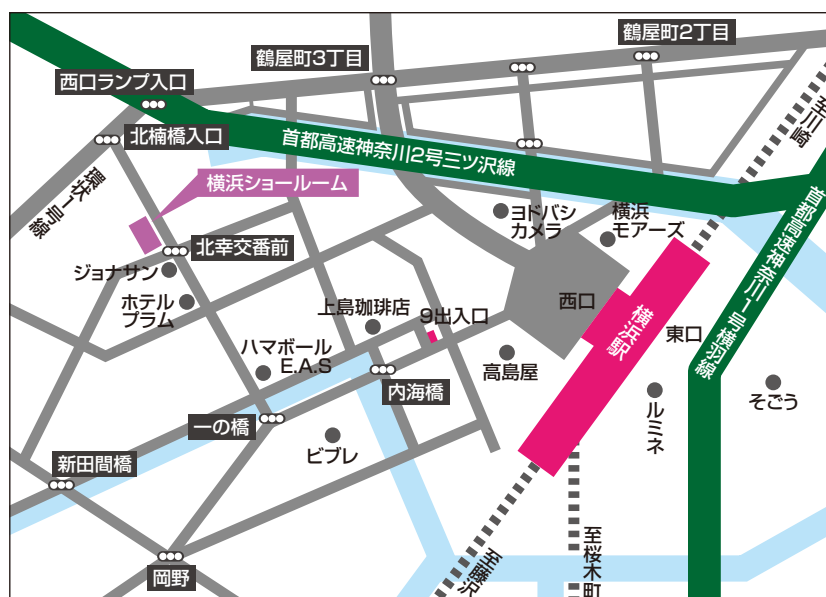 鶴屋町2丁目
鶴屋町3丁目
西口ランプ入口
至川崎
北楠橋入口
首都高速神奈川2号三ツ沢線
環状1号線
横浜ショールーム
首都高速神奈川1号横羽線
ヨドバシ
カメラ
横浜
モアーズ
北幸交番前
ジョナサン
ホテル
プラム
上島珈琲店
9出入口
西口
横浜駅
東口
ハマボール
E.A.S
高島屋
内海橋
ルミネ
そごう
一の橋
ビブレ
新田間橋
岡野
至藤沢
至桜木町